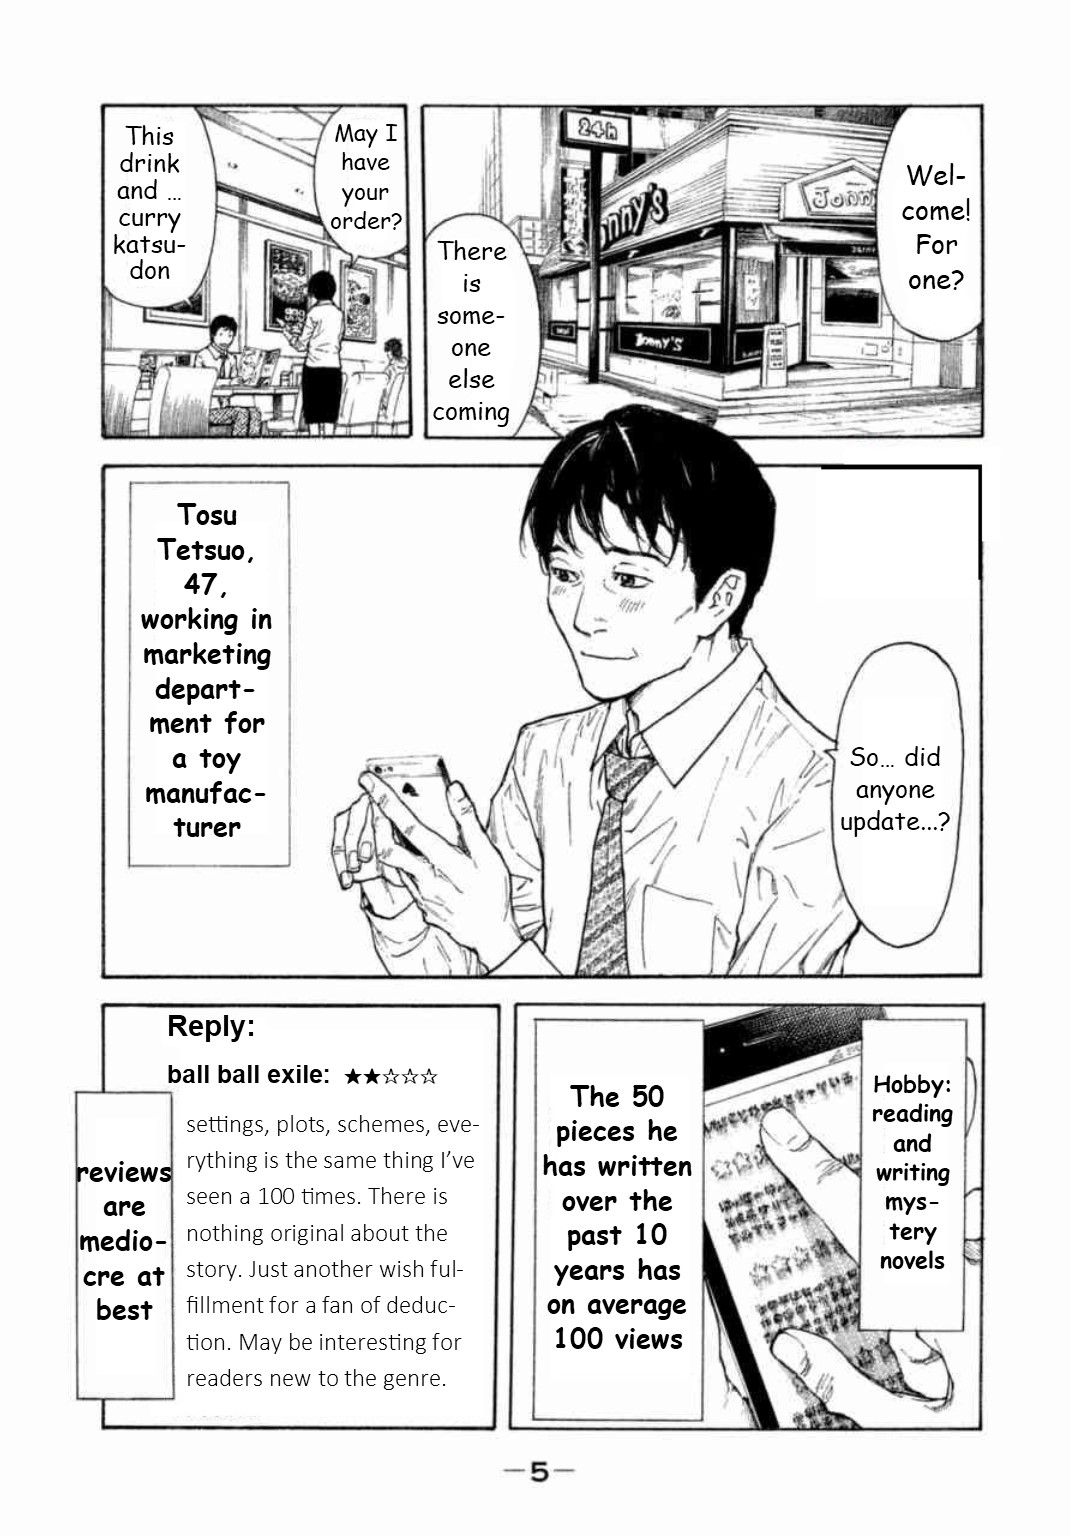 Wel-
come!
For
one?
24h
Jonny's
Jonny's
There
is
some-
one
else
coming
May I
have
your
order?
This
drink
and ...
curry
katsu-
don
Tosu
Tetsuo,
47,
working in
marketing
depart-
ment for
a toy
manufac-
turer
So... did
anyone
update...?
Hobby:
reading
and
writing
mys-
tery
novels
The 50
pieces he
has written
over the
past 10
years has
on average
100 views
Reply:
ball ball exile: ★★☆☆☆
settings, plots, schemes, eve-
rything is the same thing I've
seen a 100 times. There is
nothing original about the
story. Just another wish ful-
fillment for a fan of deduc-
tion. May be interesting for
readers new to the genre.
reviews
are
medio-
cre at
best
—5—